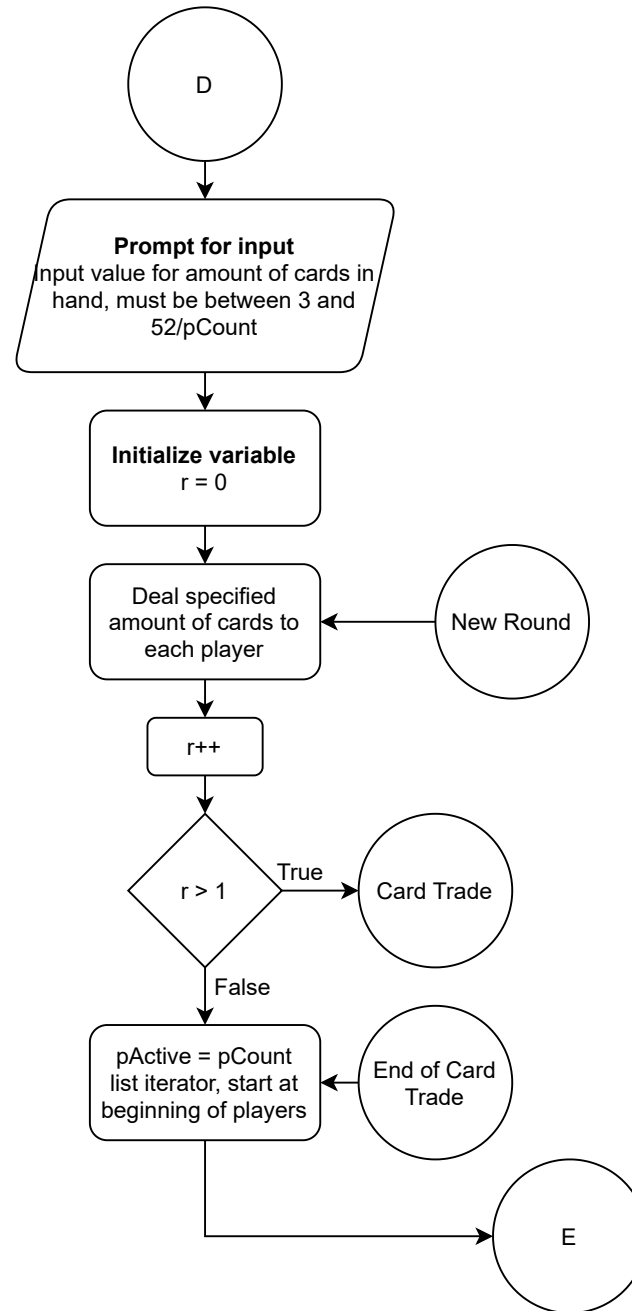 D
Prompt for input
Input value for amount of cards in
hand, must be between 3 and
52/pCount
Initialize variable
r = 0
Deal specified
amount of cards to
each player
New Round
r++
r > 1
True
Card Trade
False
pActive = pCount
list iterator, start at
beginning of players
End of Card
Trade
E